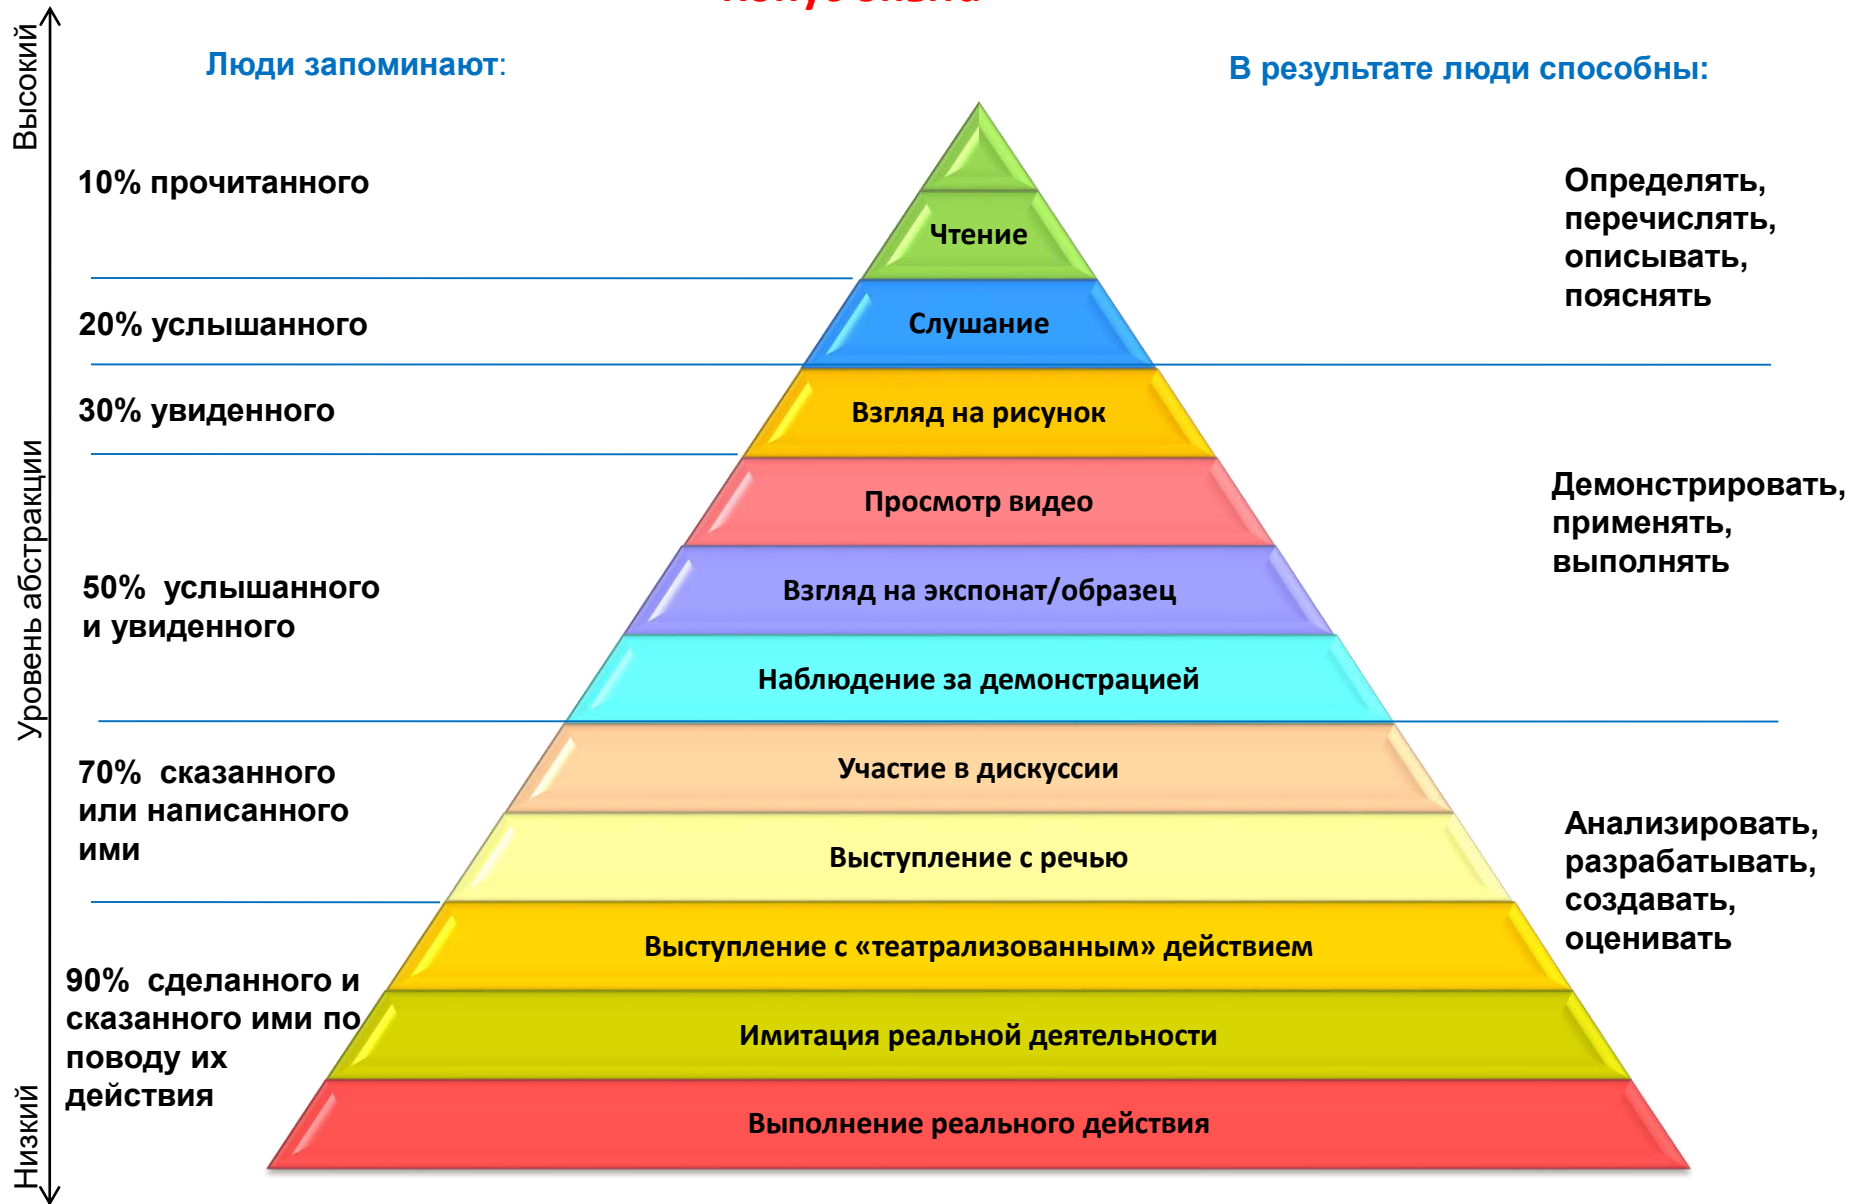 Высокий
Люди запоминают:
В результате люди способны:
10% прочитанного
Определять,
перечислять,
описывать,
пояснять
Чтение
20% услышанного
Слушание
30% увиденного
Взгляд на рисунок
Уровень абстракции
Просмотр видео
Демонстрировать,
применять,
выполнять
50% услышанного
и увиденного
Взгляд на экспонат/образец
Наблюдение за демонстрацией
70% сказанного
или написанного
ими
Участие в дискуссии
Выступление с речью
Анализировать,
разрабатывать,
создавать,
оценивать
Выступление с «театрализованным» действием
90% сделанного и
сказанного ими по
поводу их
действия
Имитация реальной деятельности
Выполнение реального действия
Низкий